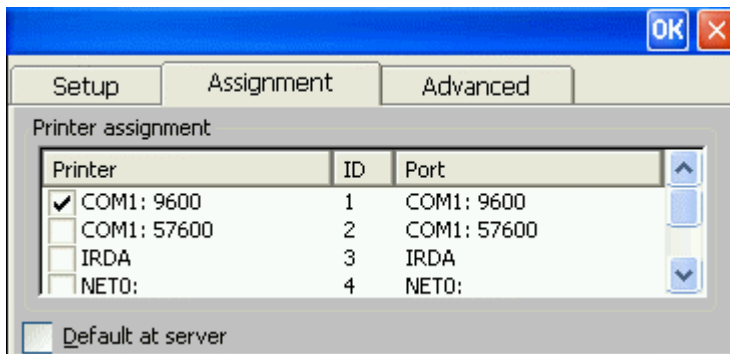 OK
Setup Assignment Advanced
Printer assignment
Printer ID Port
COM1: 9600 1 COM1: 9600
COM1: 57600 2 COM1: 57600
IRDA 3 IRDA
NET0: 4 NET0:
Default at server